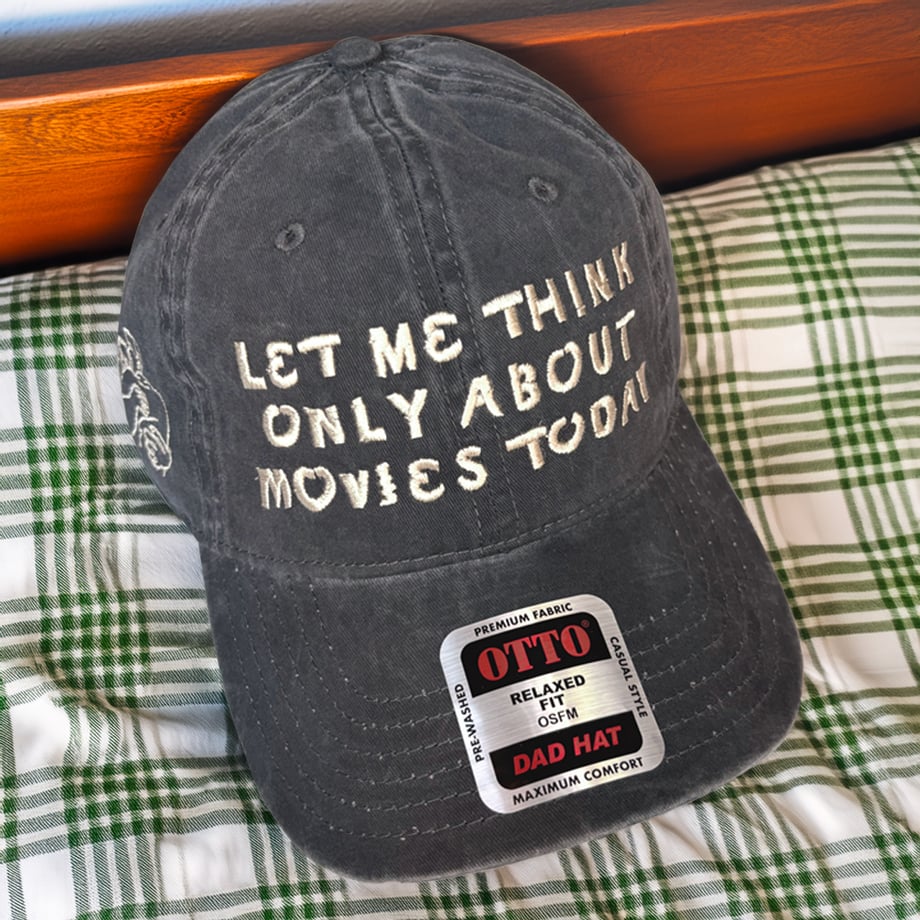 LET ME THINK
ONLY ABOUT
MOVIES TODAY
PREMIUM FABRIC
OTTO®
CASUAL STYLE
PRE-WASHED
RELAXED
FIT
OSFM
DAD HAT
MAXIMUM COMFORT